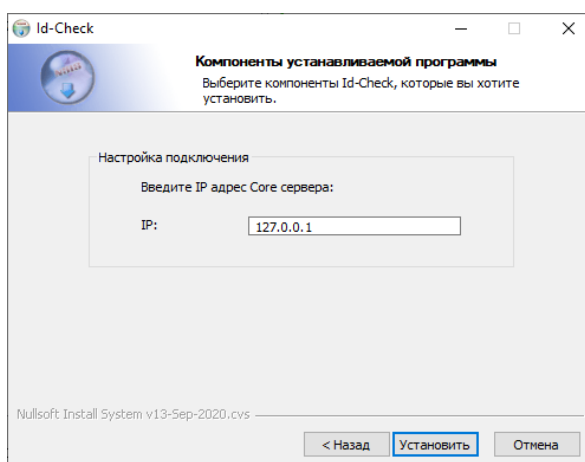 Id-Check
Компоненты устанавливаемой программы
Выберите компоненты Id-Check, которые вы хотите
установить.
Настройка подключения
Введите IP адрес Core сервера:
IP:
127.0.0.1
Nullsoft Install System v13-Sep-2020.cvs
< Назад
Установить
Отмена